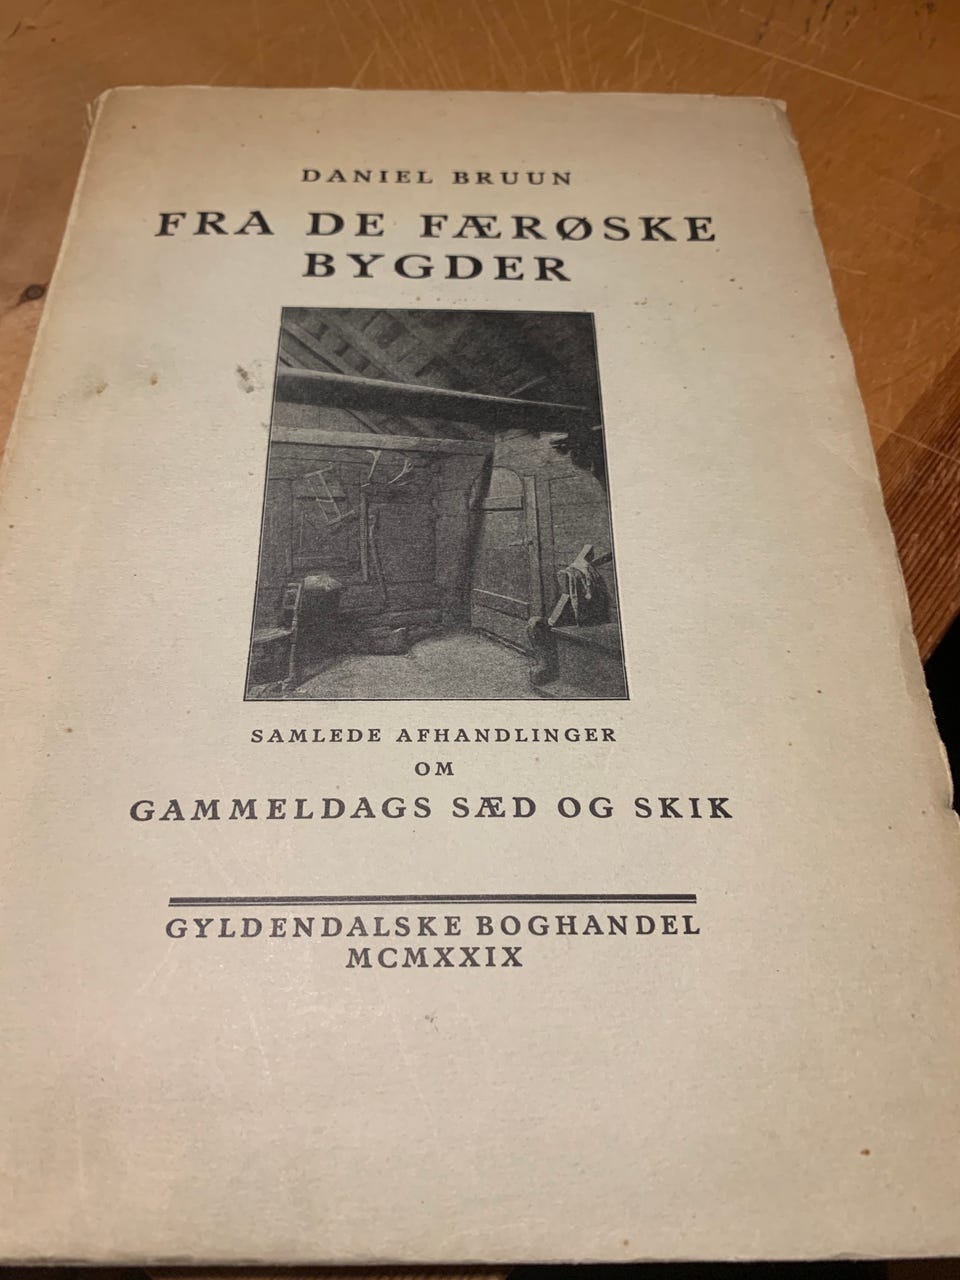 DANIEL BRUUN
FRA DE FÆRØSKE
BYGDER
SAMLEDE AFHANDLINGER
OM
GAMMELDAGS SÆD OG SKIK
GYLDENDALSKE BOGHANDEL
MCMXXIX